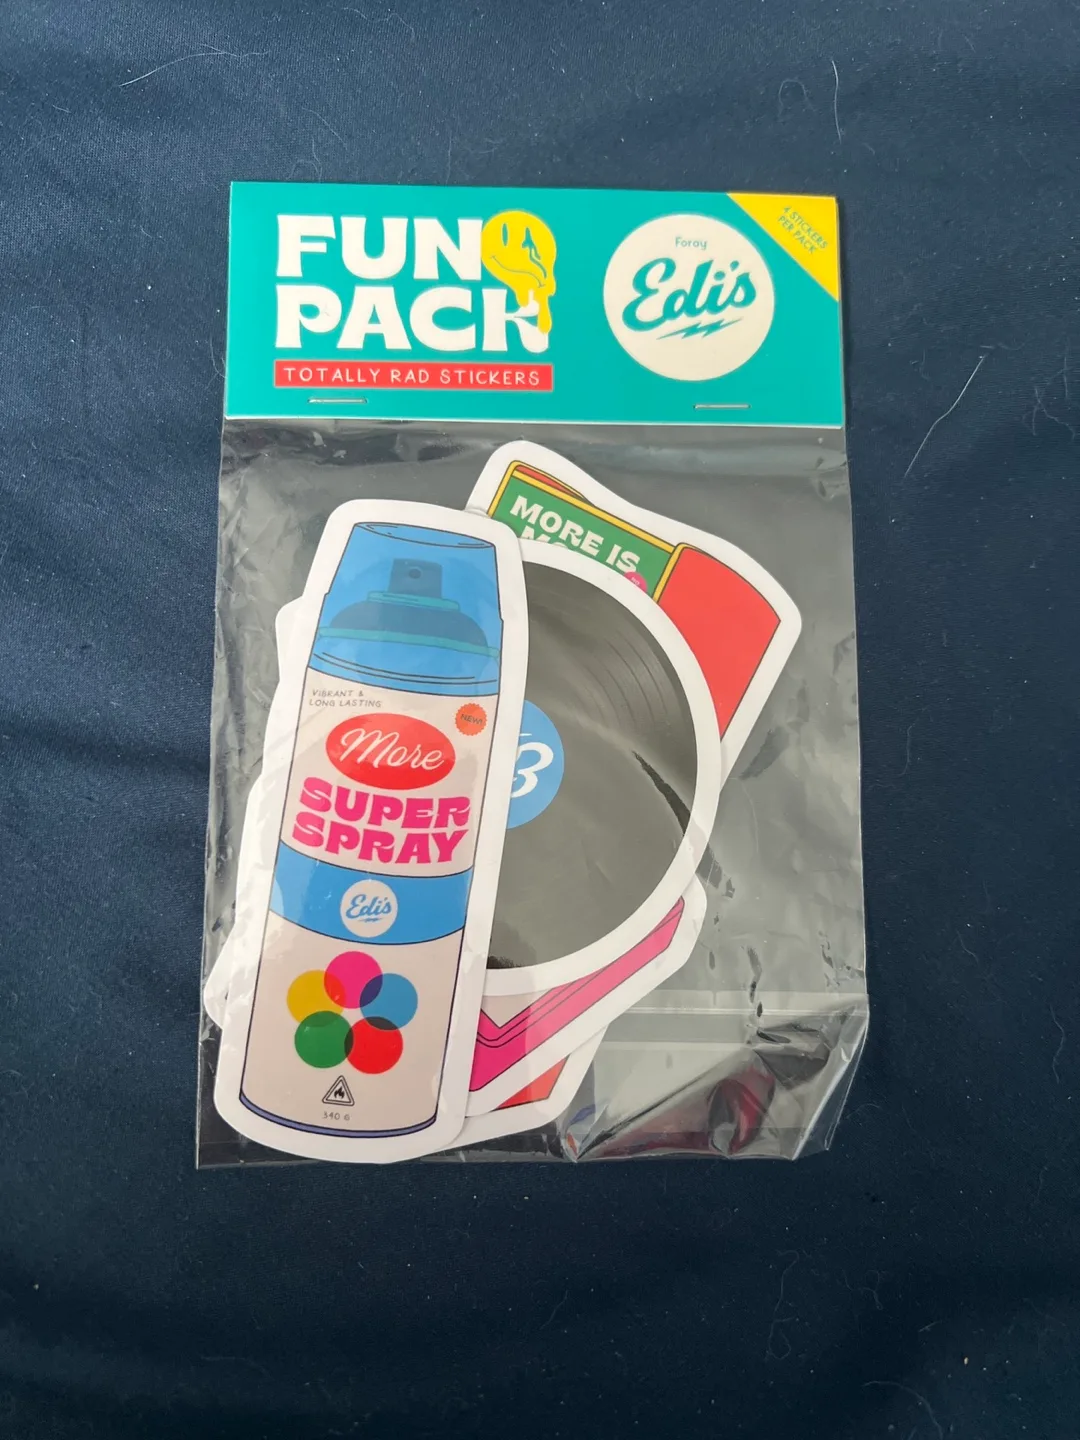 FUN
PACK
TOTALLY RAD STICKERS
Foray
Edi's
4 STICKERS
PER PACK
MORE IS
VIBRANT &
LONG LASTING
NEW!
More
SUPER
SPRAY
Edi's
340 G
B